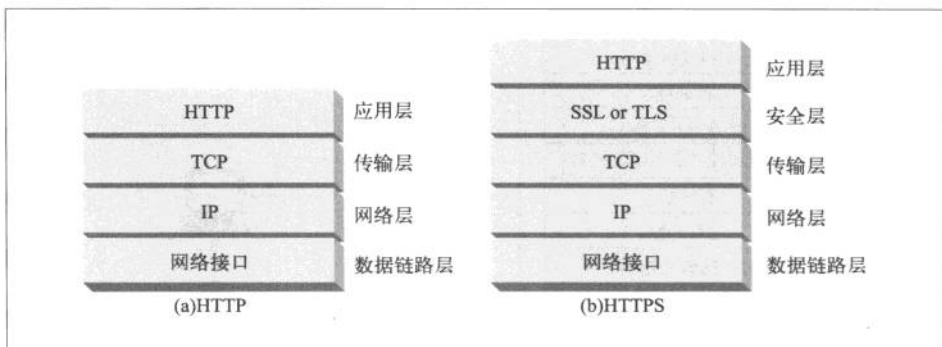 HTTP 应用层
TCP 传输层
IP 网络层
网络接口 数据链路层
(a)HTTP
HTTP 应用层
SSL or TLS 安全层
TCP 传输层
IP 网络层
网络接口 数据链路层
(b)HTTPS